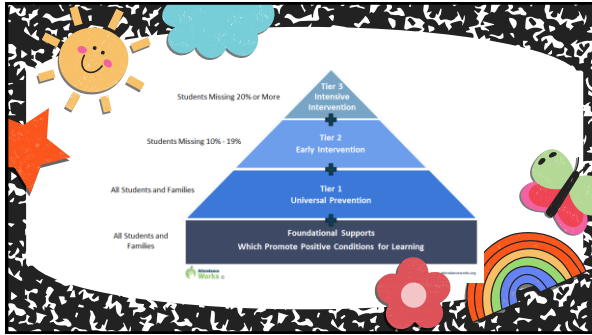 Students Missing 20% or More
Tier 3
Intensive
Intervention
Students Missing 10% - 19%
Tier 2
Early Intervention
All Students and Families
Tier 1
Universal Prevention
All Students and
Families
Foundational Supports
Which Promote Positive Conditions for Learning
Attendance
Works